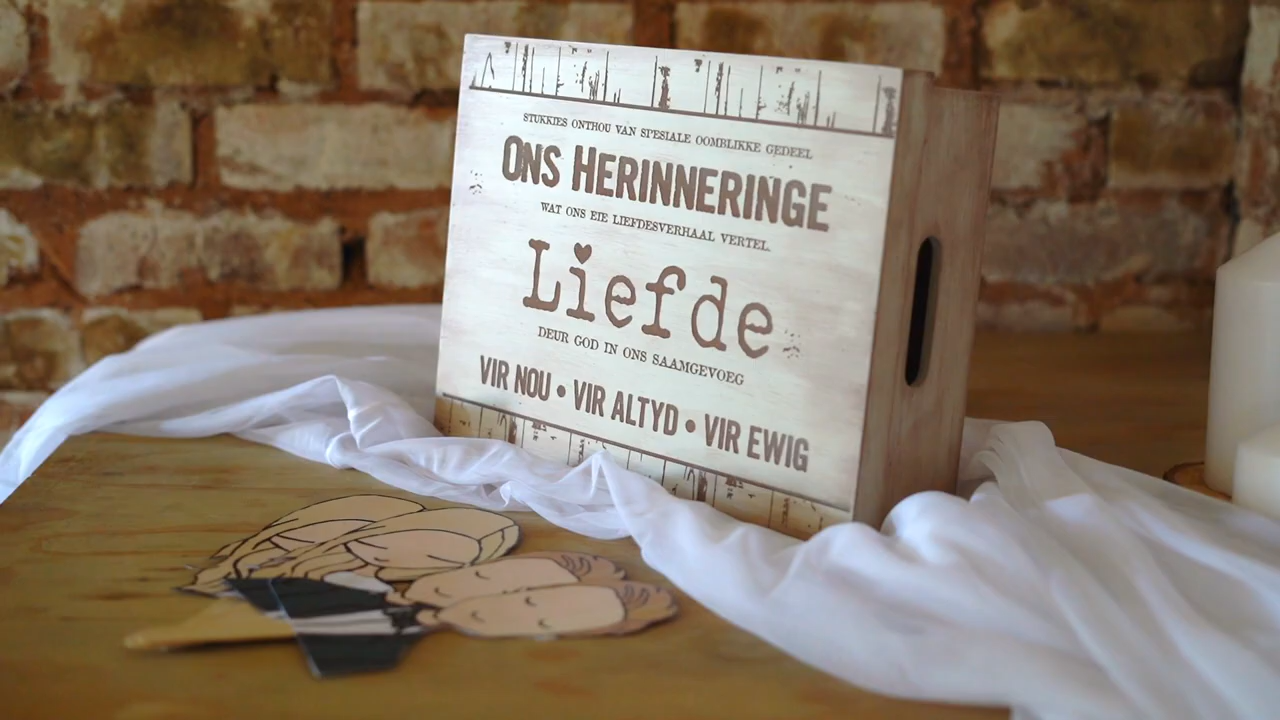 STUKKIES ONTHOU VAN SPESIALE OOMBLIKKE GEDEEL
ONS HERINNERINGE
WAT ONS EIE LIEFDESVERHAAL VERTEL.
Liefde
DEUR GOD IN ONS SAAMGEVOEG
VIR NOU • VIR ALTYD • VIR EWIG